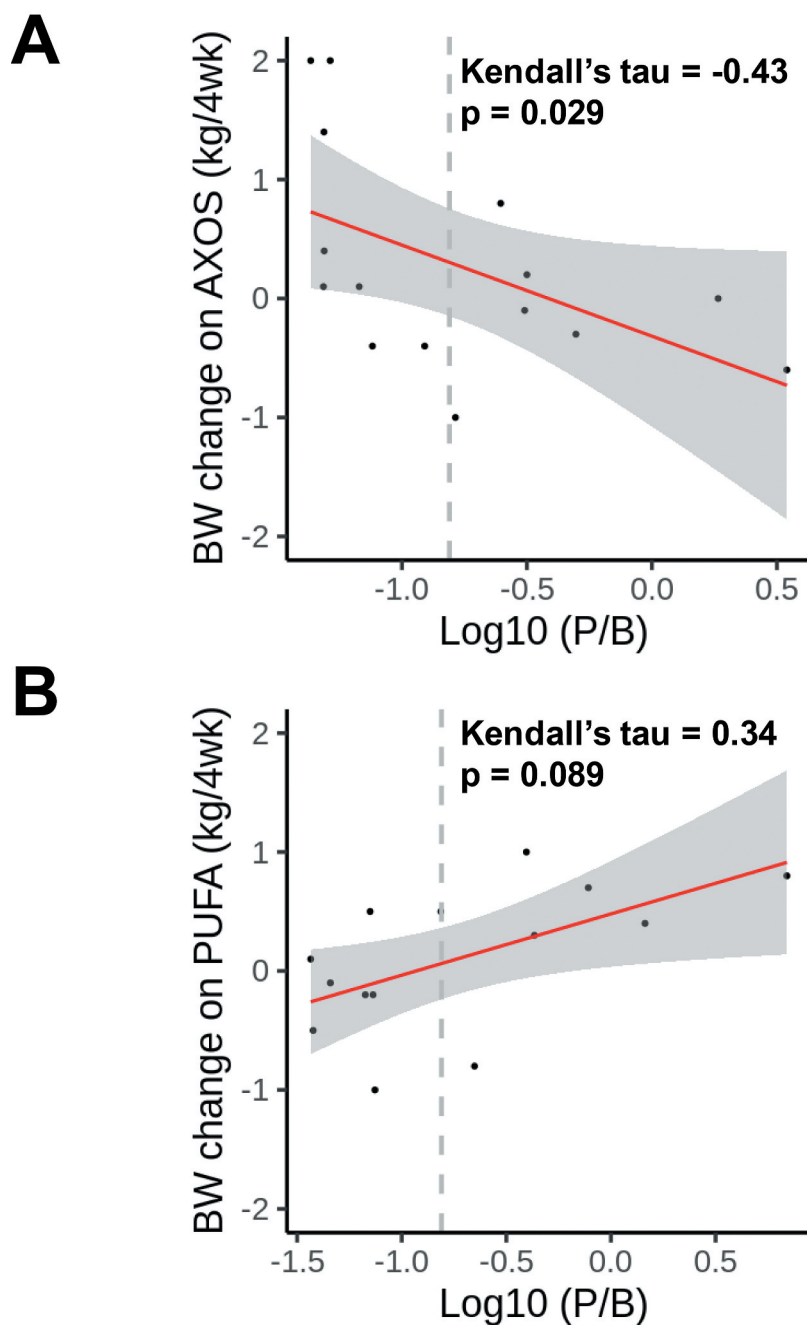 A
BW change on AXOS (kg/4wk)
Kendall's tau = -0.43
p = 0.029
2
1
0
-1
-2
-1.0 -0.5 0.0 0.5
Log10 (P/B)
B
BW change on PUFA (kg/4wk)
Kendall's tau = 0.34
p = 0.089
2
1
0
-1
-2
-1.5 -1.0 -0.5 0.0 0.5
Log10 (P/B)